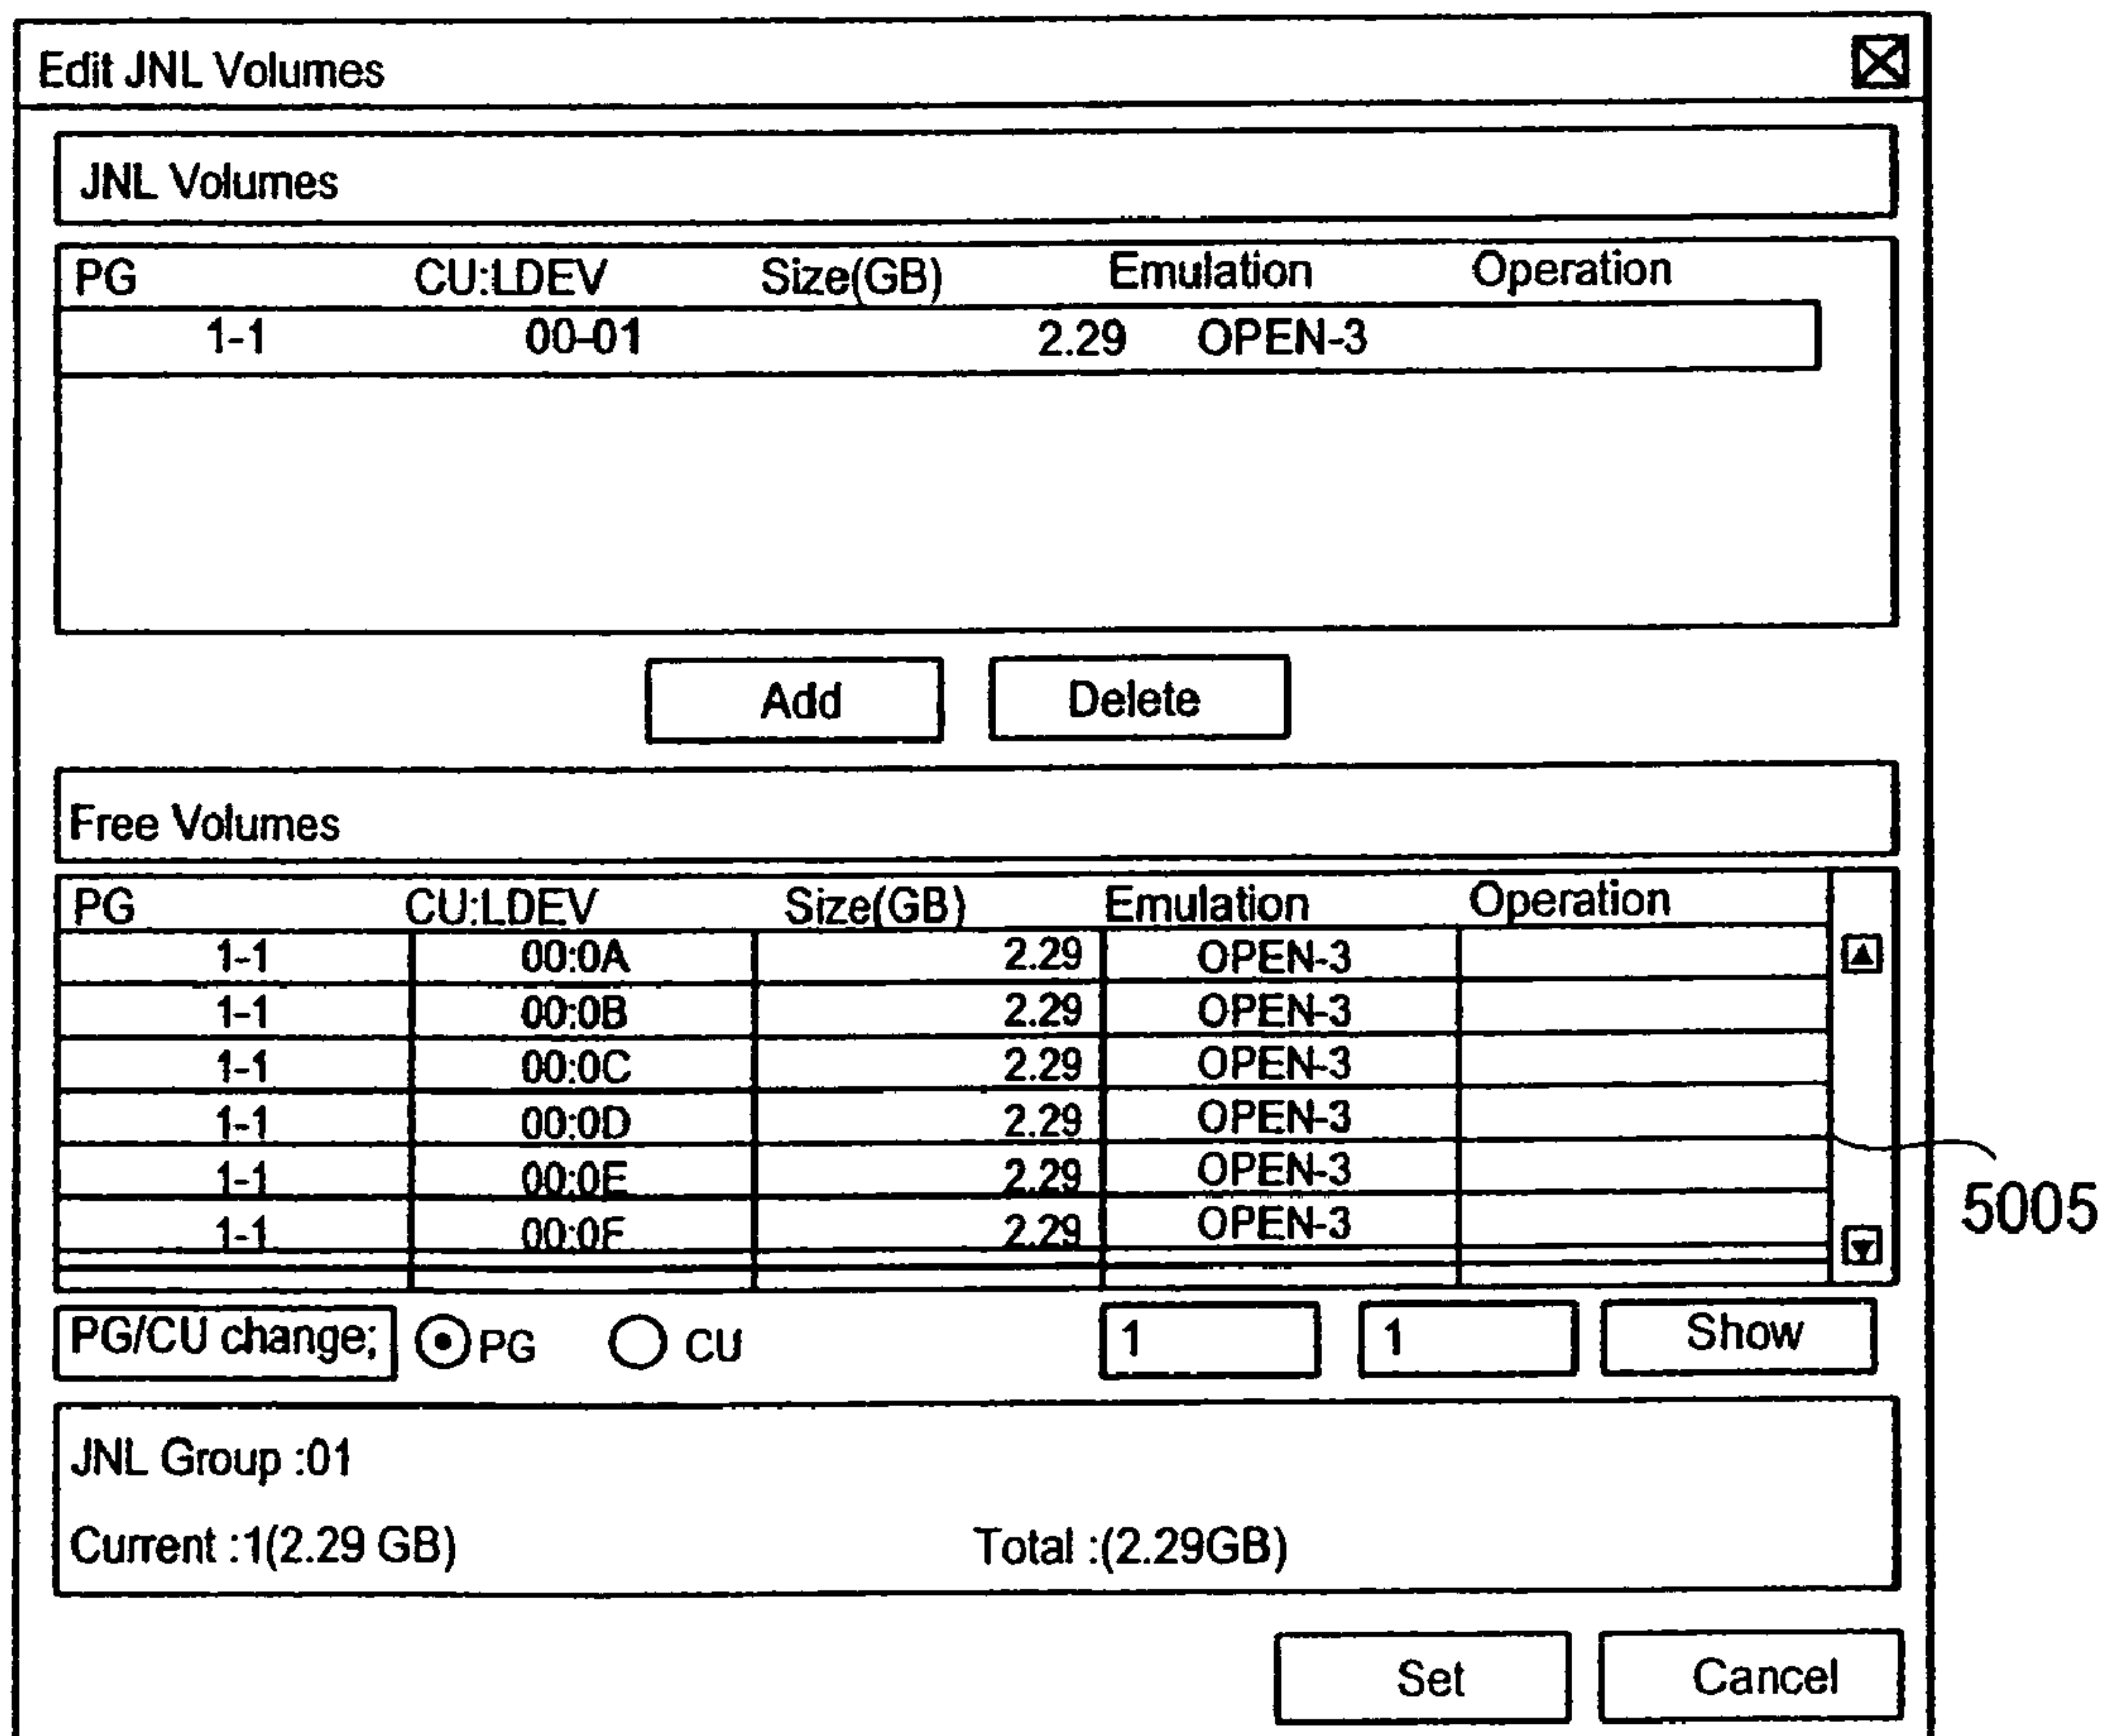 Edit JNL Volumes
JNL Volumes
PG CU:LDEV Size(GB) Emulation Operation
1-1 00-01 2.29 OPEN-3
Add Delete
Free Volumes
PG CU:LDEV Size(GB) Emulation Operation
1-1 00:0A 2.29 OPEN-3
1-1 00:0B 2.29 OPEN-3
1-1 00:0C 2.29 OPEN-3
1-1 00:0D 2.29 OPEN-3
1-1 00:0E 2.29 OPEN-3
1-1 00:0F 2.29 OPEN-3
5005
PG/CU change; PG CU 1 1 Show
JNL Group :01
Current :1(2.29 GB) Total :(2.29GB)
Set Cancel